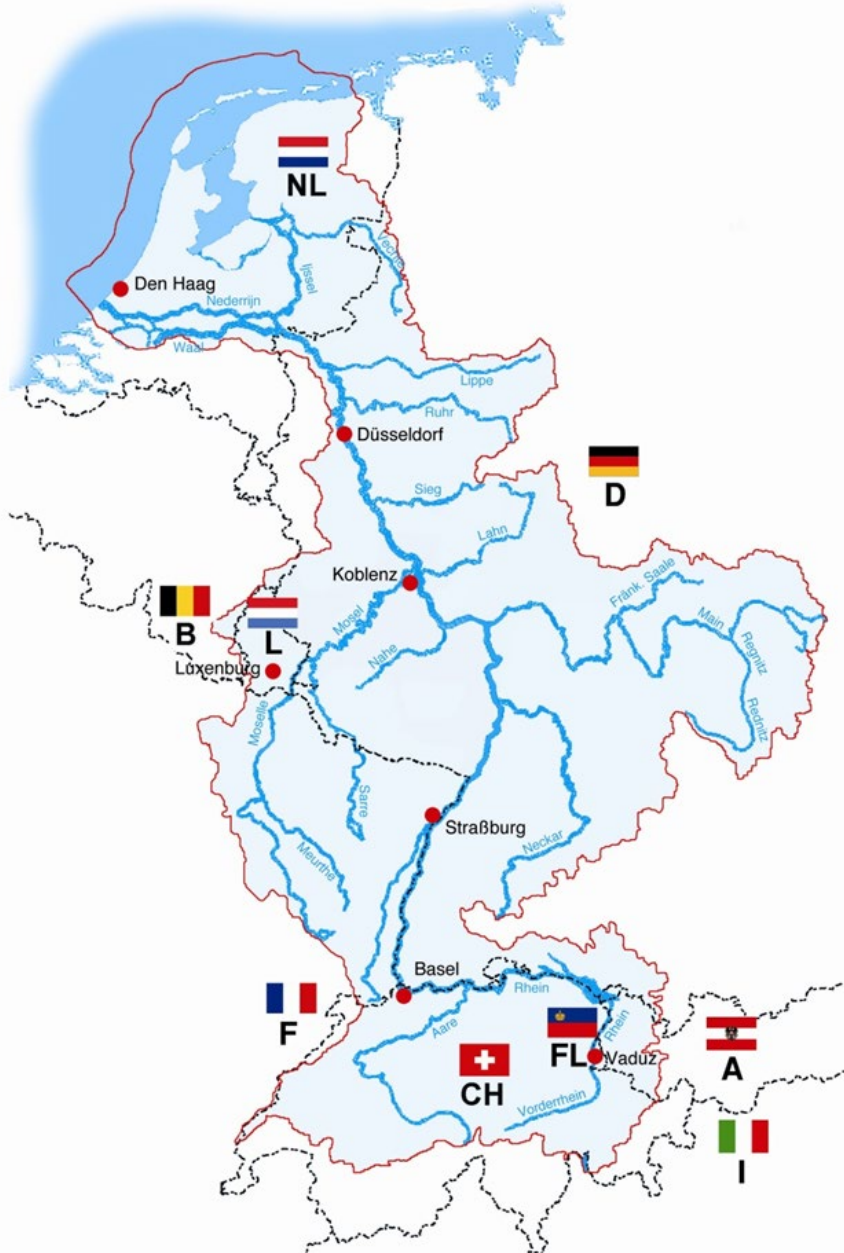 NL
Vechte
Den Haag
Ijssel
Nederrijn
Waal
Lippe
Ruhr
Düsseldorf
D
Sieg
Lahn
Koblenz
Fränk. Saale
B
L
Mosel
Main
Nahe
Regnitz
Luxenburg
Moselle
Rednitz
Sarre
Straßburg
Neckar
Meurthe
Basel
Rhein
F
Aare
Rhein
FL
Vaduz
A
CH
Vorderrhein
I